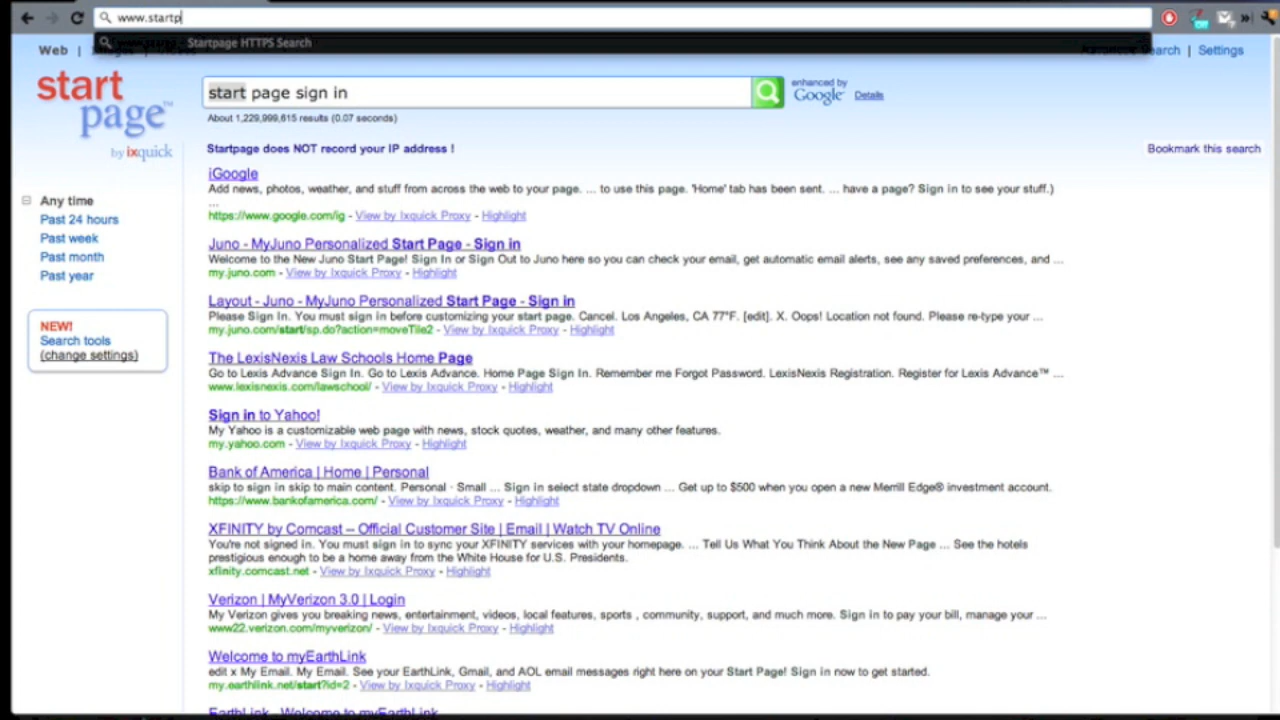 www.startp
Startpage HTTPS Search
Web |
Search | Settings
start
page™
by ixquick
start page sign in
enhanced by
Google™ Details
About 1,229,999,615 results (0.07 seconds)
Startpage does NOT record your IP address !
Bookmark this search
Any time
Past 24 hours
Past week
Past month
Past year
NEW!
Search tools
(change settings)
iGoogle
Add news, photos, weather, and stuff from across the web to your page. ... to use this page. 'Home' tab has been sent. ... have a page? Sign in to see your stuff.)
...
https://www.google.com/ig - View by Ixquick Proxy - Highlight
Juno - MyJuno Personalized Start Page - Sign in
Welcome to the New Juno Start Page! Sign In or Sign Out to Juno here so you can check your email, get automatic email alerts, see any saved preferences, and ...
my.juno.com - View by Ixquick Proxy - Highlight
Layout - Juno - MyJuno Personalized Start Page - Sign in
Please Sign In. You must sign in before customizing your start page. Cancel. Los Angeles, CA 77°F. [edit]. X. Oops! Location not found. Please re-type your ...
my.juno.com/start/sp.do?action=moveTile2 - View by Ixquick Proxy - Highlight
The LexisNexis Law Schools Home Page
Go to Lexis Advance Sign In. Go to Lexis Advance. Home Page Sign In. Remember me Forgot Password. LexisNexis Registration. Register for Lexis Advance™ ...
www.lexisnexis.com/lawschool/ - View by Ixquick Proxy - Highlight
Sign in to Yahoo!
My Yahoo is a customizable web page with news, stock quotes, weather, and many other features.
my.yahoo.com - View by Ixquick Proxy - Highlight
Bank of America | Home | Personal
skip to sign in skip to main content. Personal · Small ... Sign in select state dropdown ... Get up to $500 when you open a new Merrill Edge® investment account.
https://www.bankofamerica.com/ - View by Ixquick Proxy - Highlight
XFINITY by Comcast -- Official Customer Site | Email | Watch TV Online
You're not signed in. You must sign in to sync your XFINITY services with your homepage. ... Tell Us What You Think About the New Page ... See the hotels
prestigious enough to be a home away from the White House for U.S. Presidents.
xfinity.comcast.net - View by Ixquick Proxy - Highlight
Verizon | MyVerizon 3.0 | Login
My Verizon gives you breaking news, entertainment, videos, local features, sports , community, support, and much more. Sign in to pay your bill, manage your ...
www22.verizon.com/myverizon/ - View by Ixquick Proxy - Highlight
Welcome to myEarthLink
edit x My Email. My Email. See your EarthLink, Gmail, and AOL email messages right here on your Start Page! Sign in now to get started.
my.earthlink.net/start?id=2 - View by Ixquick Proxy - Highlight
EarthLink - Welcome to myEarthLink